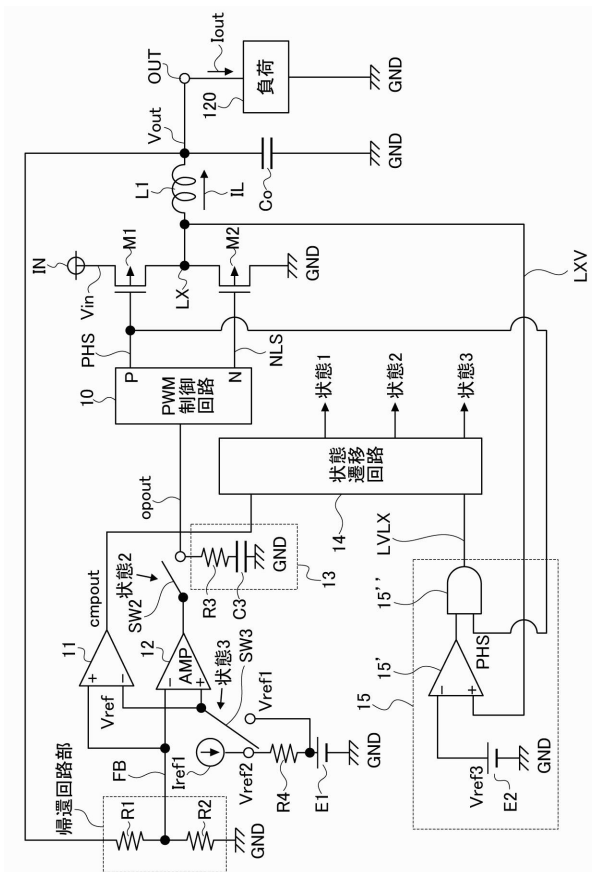 帰還回路部
R1
R2
GND
FB
Vref
11
cmpout
12
AMP
Iref1
Vref2
Vref1
R4
E1
GND
状態3
SW3
SW2
状態2
opout
R3
C3
GND
13
10
PWM
制御
回路
P
N
PHS
NLS
IN
Vin
M1
LX
M2
GND
L1
IL
Vout
Co
GND
OUT
Iout
120
負荷
GND
状態
遷移
回路
14
状態1
状態2
状態3
LVLX
LXV
15
15'
15''
15'''
PHS
Vref3
E2
GND